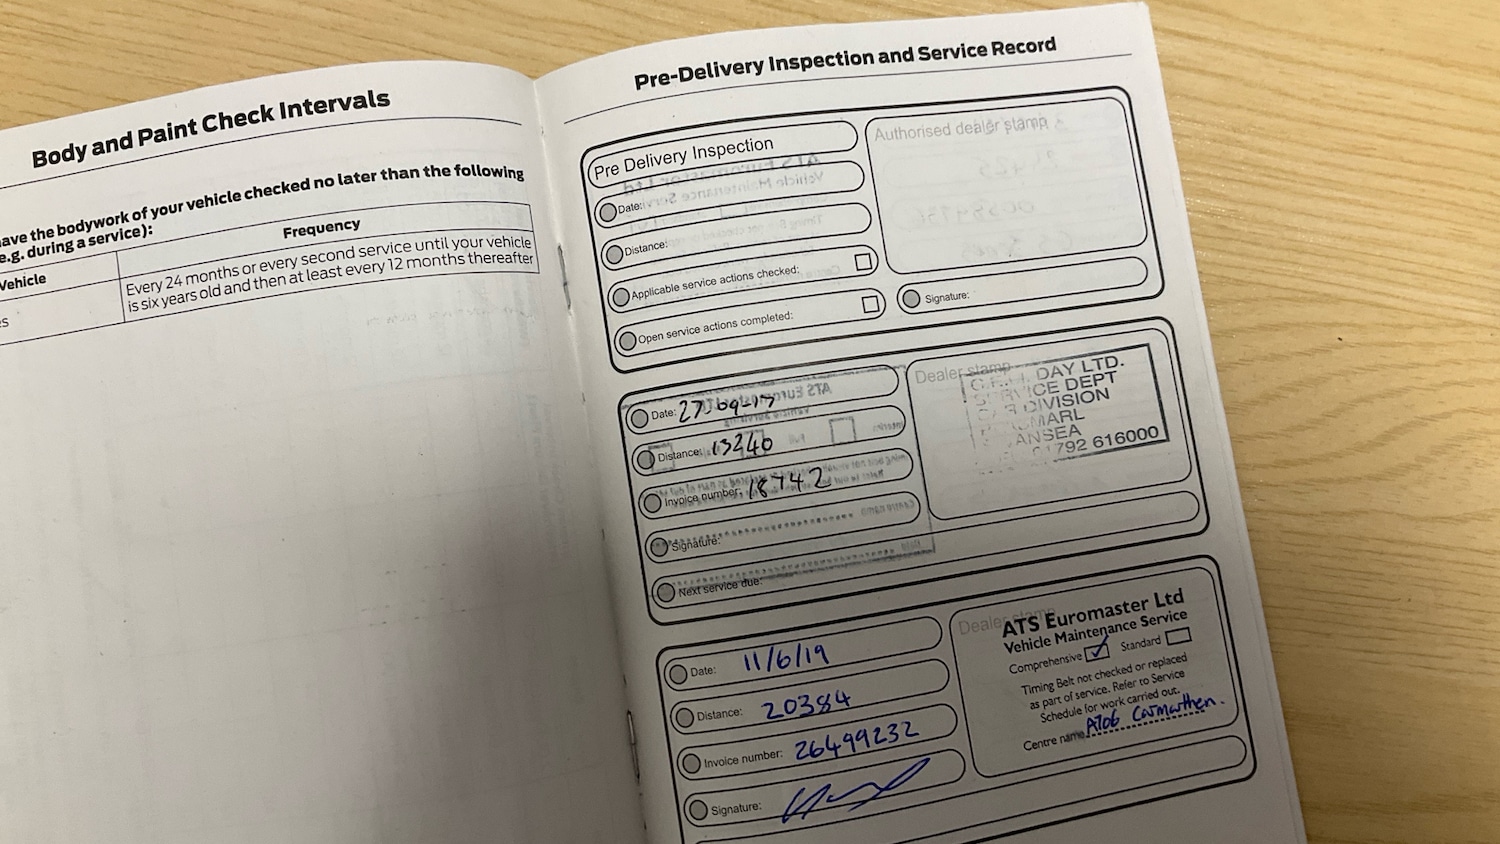 Body and Paint Check Intervals
ave the bodywork of your vehicle checked no later than the following
e.g. during a service):
Vehicle
Frequency
Every 24 months or every second service until your vehicle
is six years old and then at least every 12 months thereafter
Pre-Delivery Inspection and Service Record
Pre Delivery Inspection
Date:
Distance:
Applicable service actions checked:
Open service actions completed:
Authorised dealer stamp
Signature:
Date: 27-09-17
Distance: 13240
Invoice number: 18742
Signature:
Next service due:
Dealer stamp
DAY LTD.
SERVICE DEPT
DIVISION
ANSEA
792 616000
Date: 11/6/19
Distance: 20384
Invoice number: 26499232
Signature:
Dealer stamp
ATS Euromaster Ltd
Vehicle Maintenance Service
Comprehensive Standard
Timing Belt not checked or replaced
as part of service. Refer to Service
Schedule for work carried out.
Centre name Carmarthen.